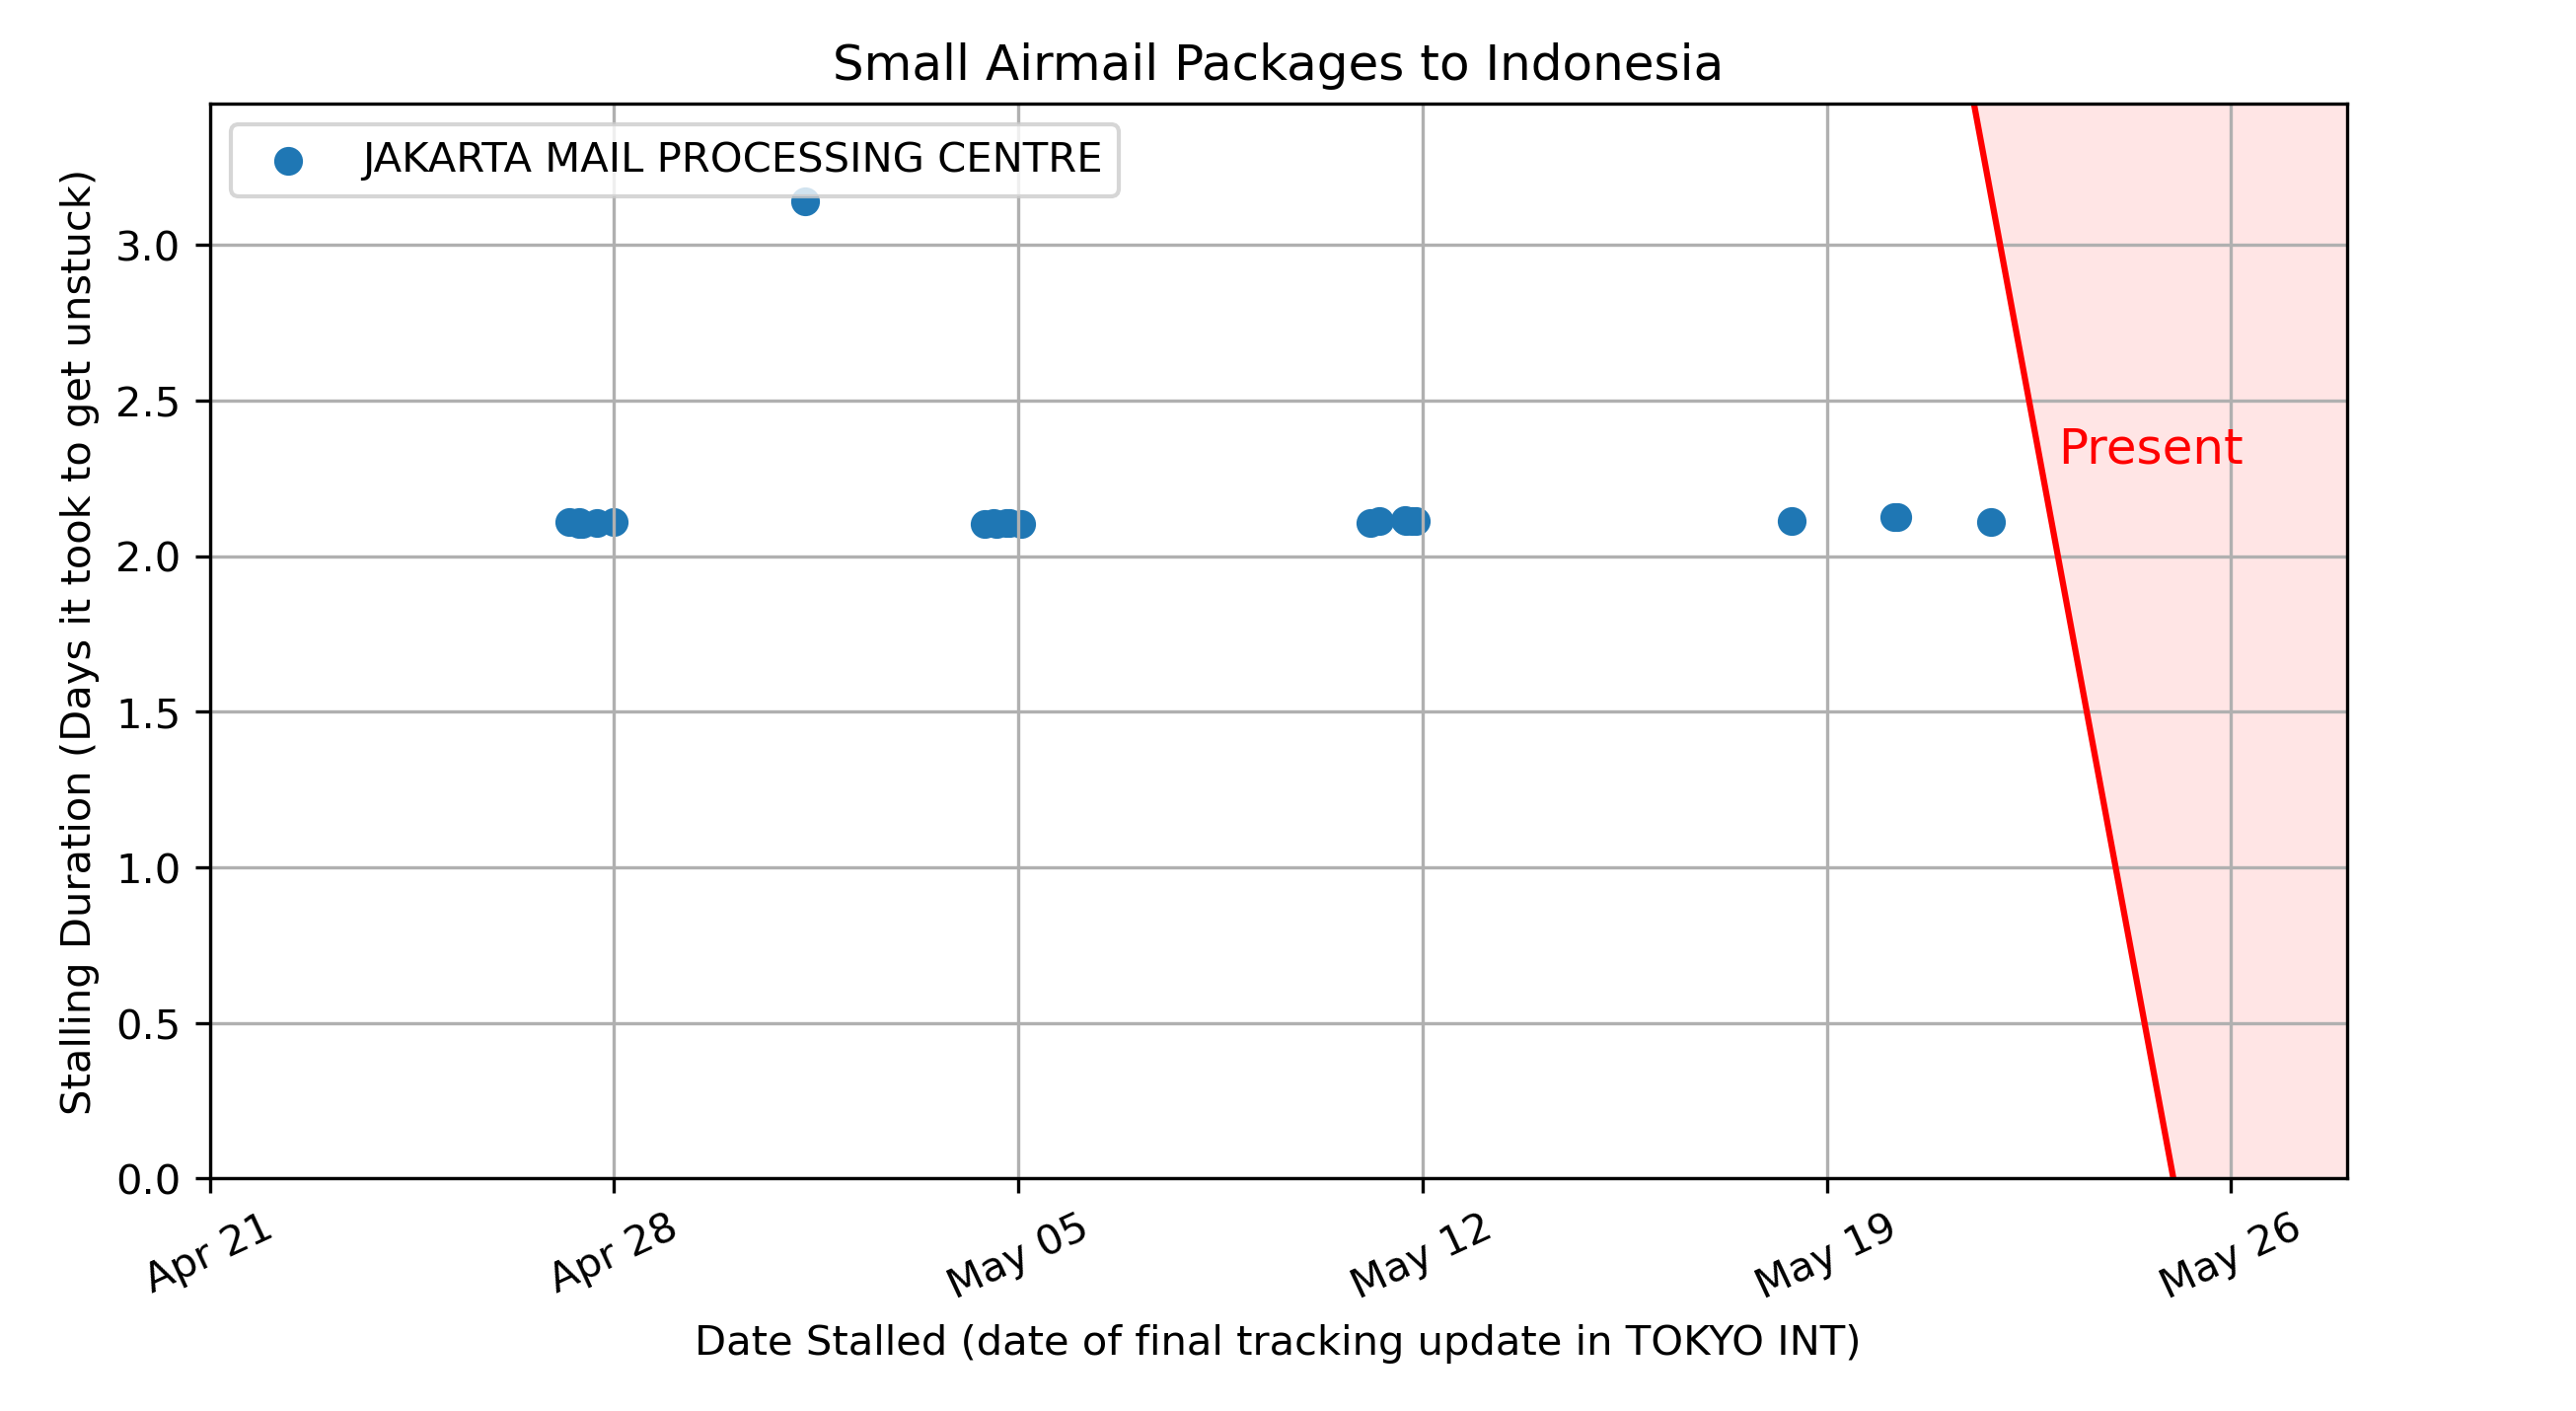 Small Airmail Packages to Indonesia
JAKARTA MAIL PROCESSING CENTRE
Stalling Duration (Days it took to get unstuck)
3.0
2.5
2.0
1.5
1.0
0.5
0.0
Present
Apr 21
Apr 28
May 05
May 12
May 19
May 26
Date Stalled (date of final tracking update in TOKYO INT)